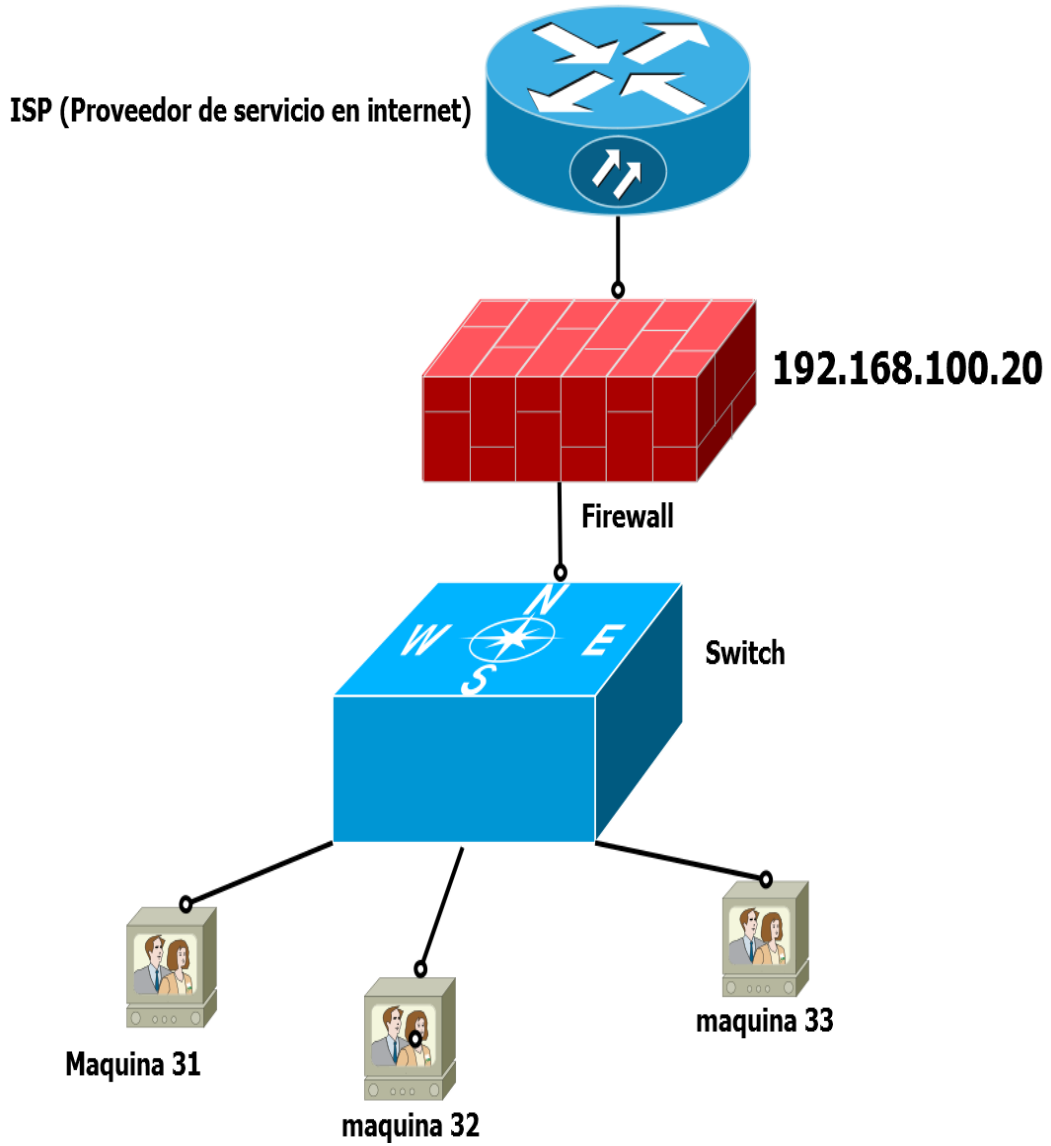 ISP (Proveedor de servicio en internet)
192.168.100.20
Firewall
N
W
E
S
Switch
Maquina 31
maquina 33
maquina 32